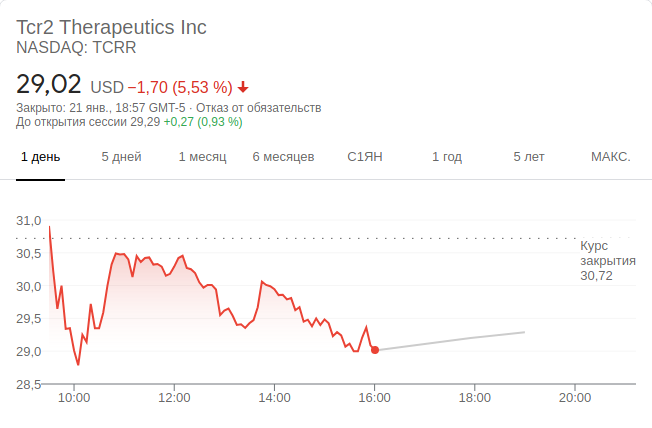 Tcr2 Therapeutics Inc
NASDAQ: TCRR
29,02 USD −1,70 (5,53 %)
Закрыто: 21 янв., 18:57 GMT-5 · Отказ от обязательств
До открытия сессии 29,29 +0,27 (0,93 %)
1 день 5 дней 1 месяц 6 месяцев С1ЯН 1 год 5 лет МАКС.
31,0
30,5
30,0
29,5
29,0
28,5
Курс
закрытия
30,72
10:00 12:00 14:00 16:00 18:00 20:00